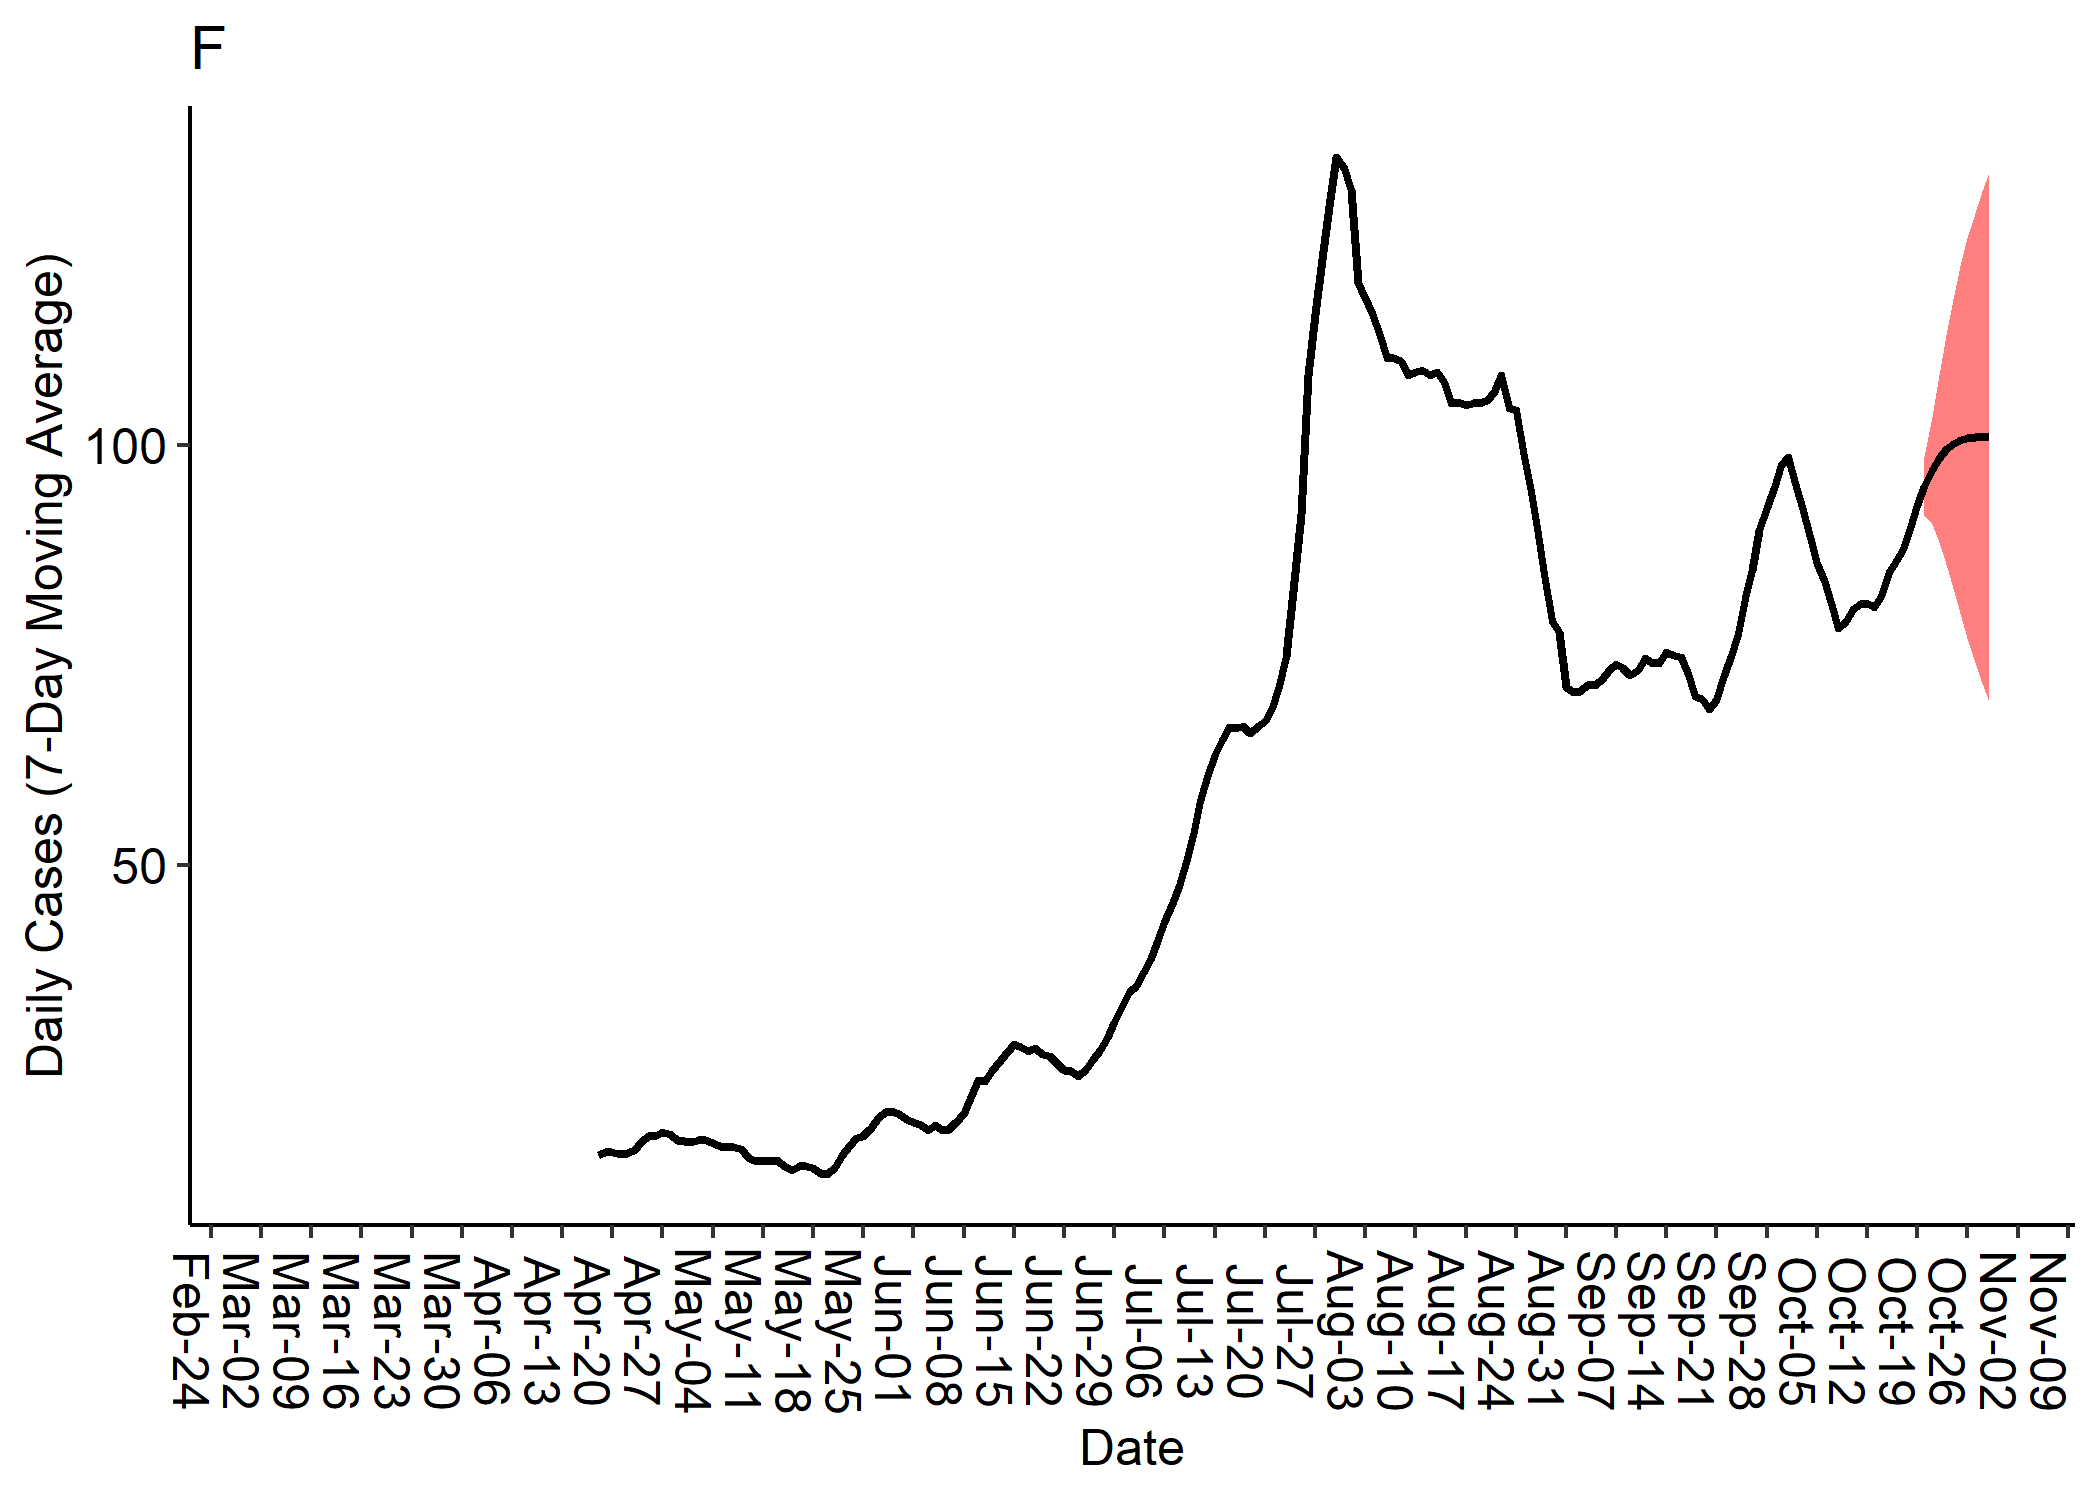 F
Daily Cases (7-Day Moving Average)
100
50
Feb-24
Mar-02
Mar-09
Mar-16
Mar-23
Mar-30
Apr-06
Apr-13
Apr-20
Apr-27
May-04
May-11
May-18
May-25
Jun-01
Jun-08
Jun-15
Jun-22
Jun-29
Jul-06
Jul-13
Jul-20
Jul-27
Aug-03
Aug-10
Aug-17
Aug-24
Aug-31
Sep-07
Sep-14
Sep-21
Sep-28
Oct-05
Oct-12
Oct-19
Oct-26
Nov-02
Nov-09
Date